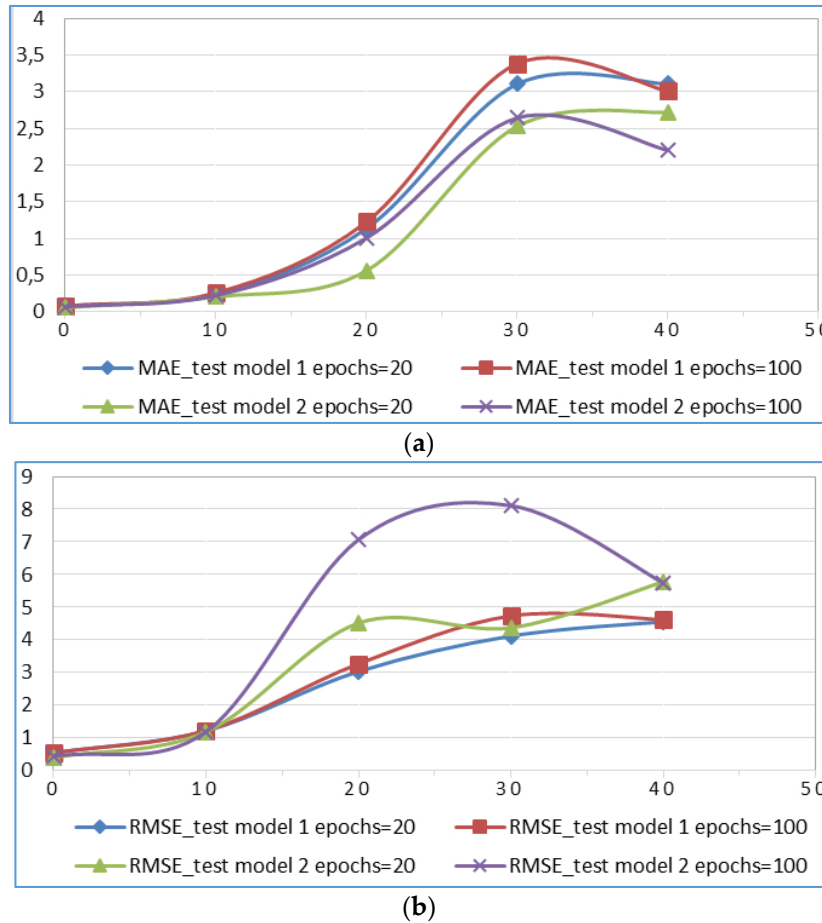 4
3,5
3
2,5
2
1,5
1
0,5
0
0 10 20 30 40 50
MAE_test model 1 epochs=20 MAE_test model 1 epochs=100
MAE_test model 2 epochs=20 MAE_test model 2 epochs=100
(a)
9
8
7
6
5
4
3
2
1
0
0 10 20 30 40 50
RMSE_test model 1 epochs=20 RMSE_test model 1 epochs=100
RMSE_test model 2 epochs=20 RMSE_test model 2 epochs=100
(b)